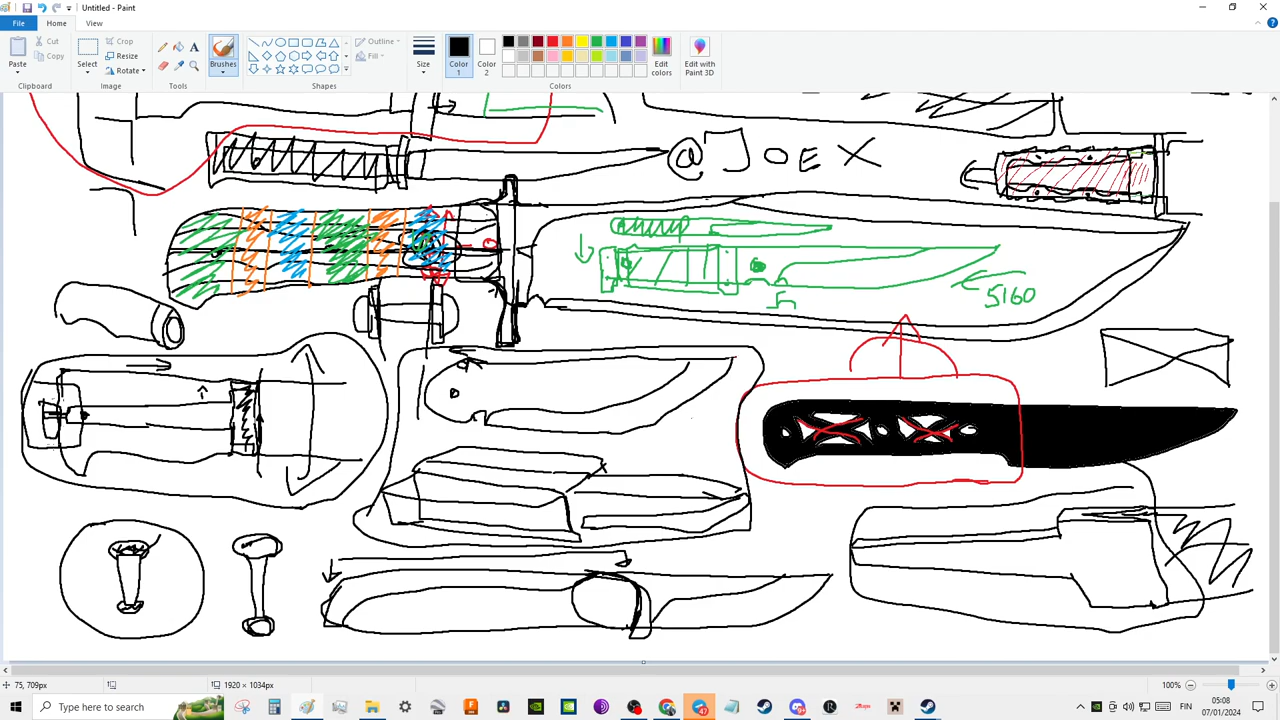 Untitled - Paint
File
Home
View
Paste
Cut
Copy
Clipboard
Select
Crop
Resize
Rotate
Image
Tools
Brushes
Outline
Fill
Shapes
Size
Color 1
Color 2
Edit colors
Colors
Edit with Paint 3D
@JOEX
5160
75, 709px
1920 × 1034px
100%
Type here to search
FIN
05:08
07/01/2024